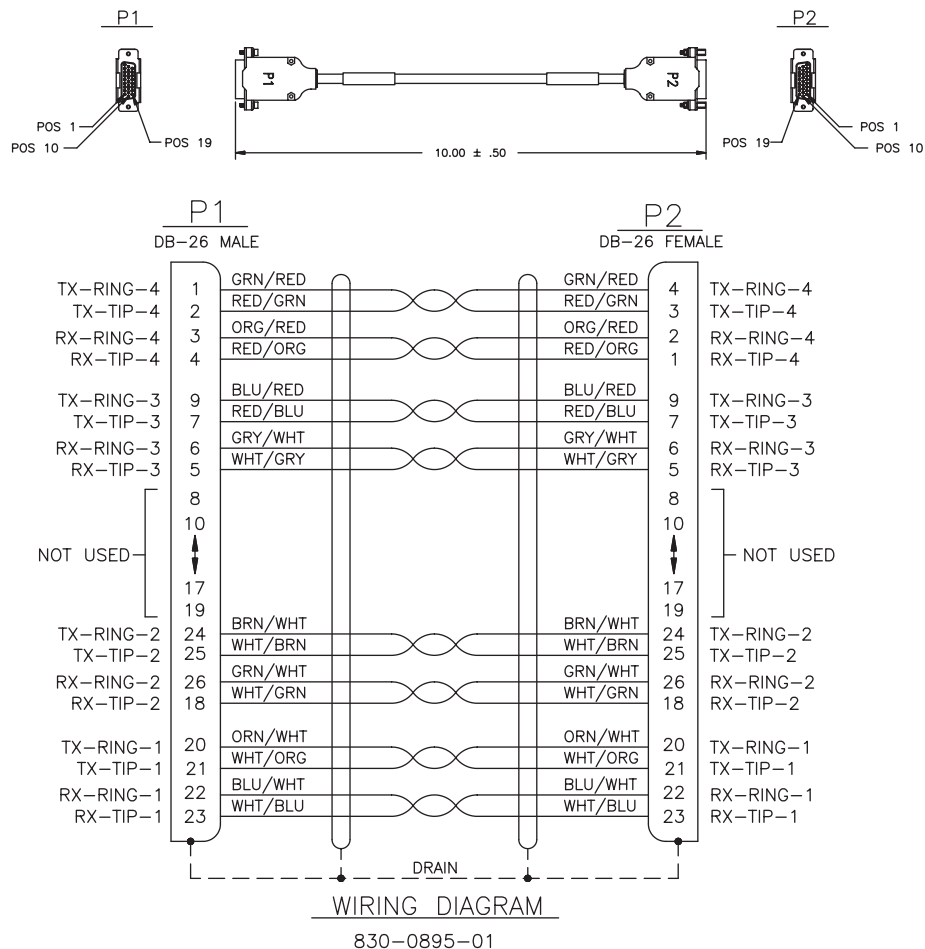 P1 P2
P1 P2
POS 1 POS 1
POS 10 POS 19 POS 19 POS 10
10.00 ± .50
P1 P2
DB-26 MALE DB-26 FEMALE
TX-RING-4 1 GRN/RED GRN/RED 4 TX-RING-4
TX-TIP-4 2 RED/GRN RED/GRN 3 TX-TIP-4
RX-RING-4 3 ORG/RED ORG/RED 2 RX-RING-4
RX-TIP-4 4 RED/ORG RED/ORG 1 RX-TIP-4
TX-RING-3 9 BLU/RED BLU/RED 9 TX-RING-3
TX-TIP-3 7 RED/BLU RED/BLU 7 TX-TIP-3
RX-RING-3 6 GRY/WHT GRY/WHT 6 RX-RING-3
RX-TIP-3 5 WHT/GRY WHT/GRY 5 RX-TIP-3
8 8
10 10
NOT USED NOT USED
17 17
19 19
TX-RING-2 24 BRN/WHT BRN/WHT 24 TX-RING-2
TX-TIP-2 25 WHT/BRN WHT/BRN 25 TX-TIP-2
RX-RING-2 26 GRN/WHT GRN/WHT 26 RX-RING-2
RX-TIP-2 18 WHT/GRN WHT/GRN 18 RX-TIP-2
TX-RING-1 20 ORN/WHT ORN/WHT 20 TX-RING-1
TX-TIP-1 21 WHT/ORG WHT/ORG 21 TX-TIP-1
RX-RING-1 22 BLU/WHT BLU/WHT 22 RX-RING-1
RX-TIP-1 23 WHT/BLU WHT/BLU 23 RX-TIP-1
DRAIN
WIRING DIAGRAM
830-0895-01